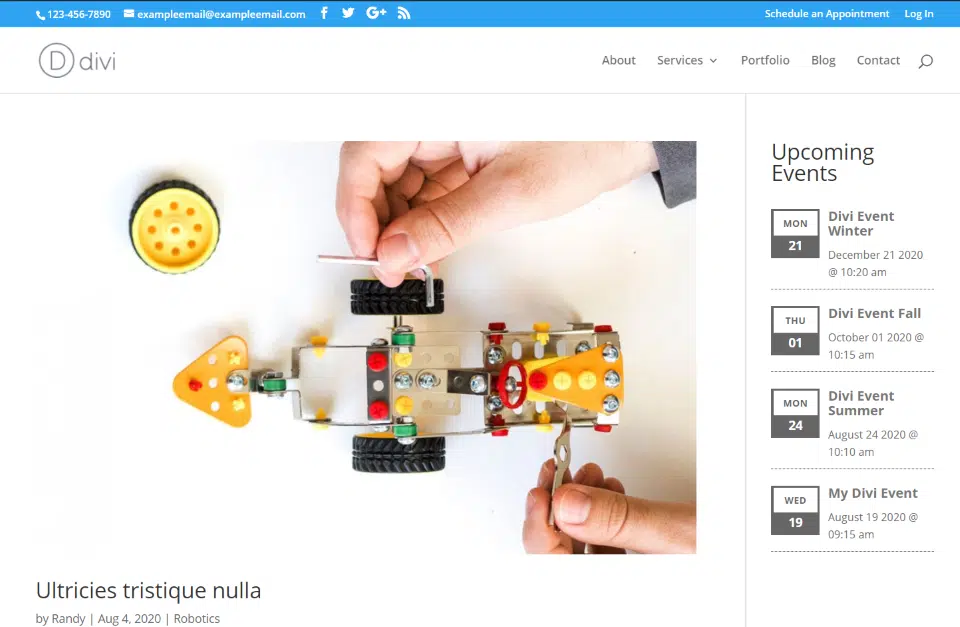 123-456-7890 exampleemail@exampleemail.com Schedule an Appointment Log In
D divi About Services Portfolio Blog Contact
Upcoming
Events
MON
21
Divi Event
Winter
December 21 2020
@ 10:20 am
THU
01
Divi Event Fall
October 01 2020 @
10:15 am
MON
24
Divi Event
Summer
August 24 2020 @
10:10 am
WED
19
My Divi Event
August 19 2020 @
09:15 am
Ultricies tristique nulla
by Randy | Aug 4, 2020 | Robotics